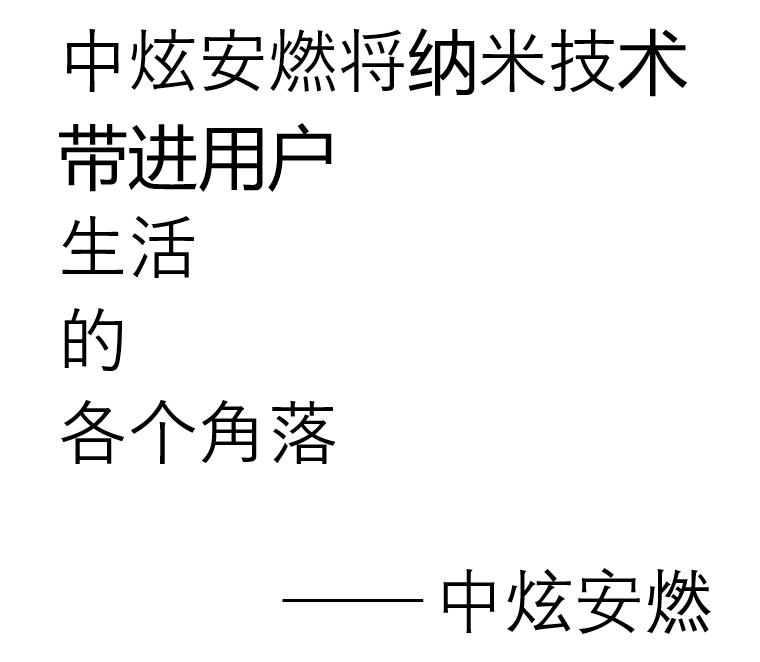 中炫安燃将纳米技术
带进用户
生活
的
各个角落
——中炫安燃